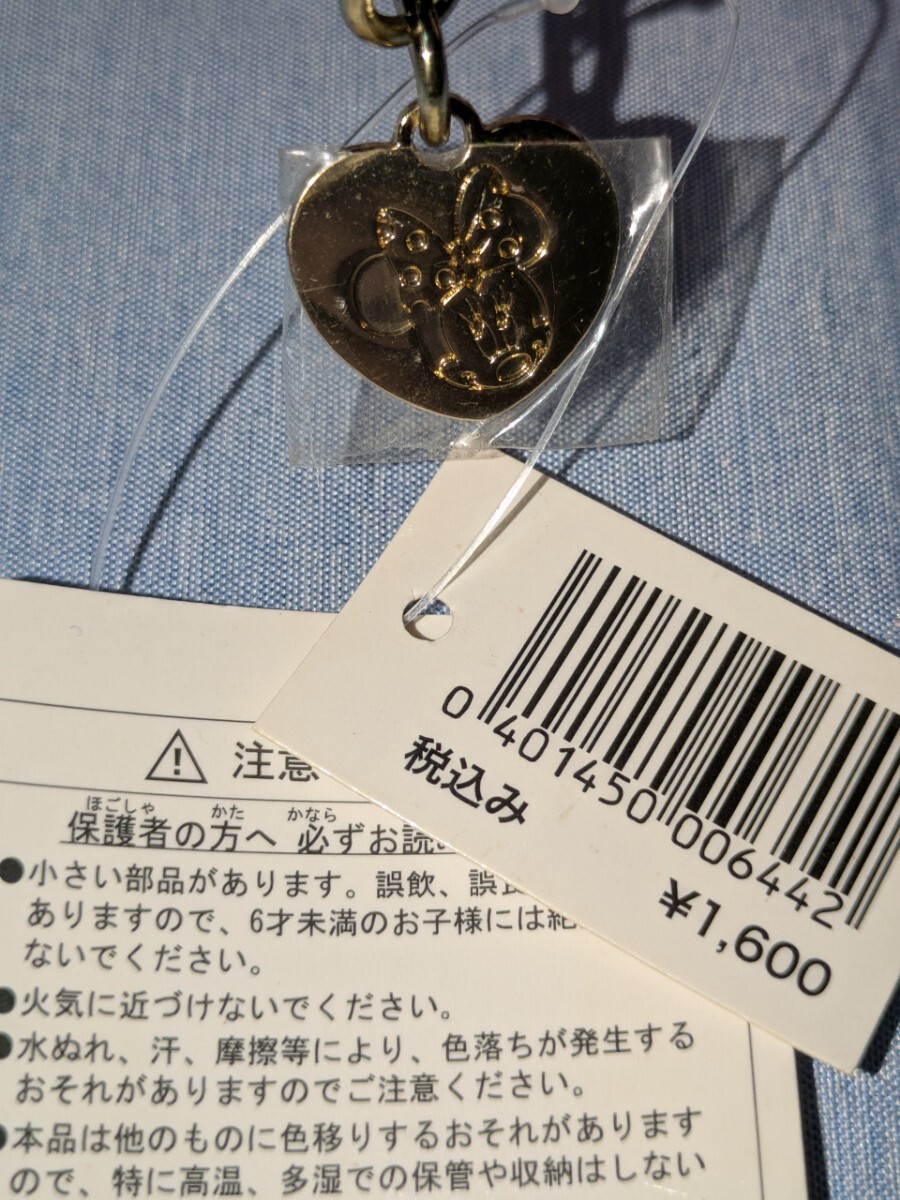 0 401450 006442
税込み
¥1,600
注意
ほごしゃ かた かなら
保護者の方へ 必ずお読
●小さい部品があります。誤飲、誤
ありますので、6才未満のお子様には絶
ないでください。
●火気に近づけないでください。
●水ぬれ、汗、摩擦等により、色落ちが発生する
おそれがありますのでご注意ください。
●本品は他のものに色移りするおそれがあります
ので、特に高温、多湿での保管や収納はしない